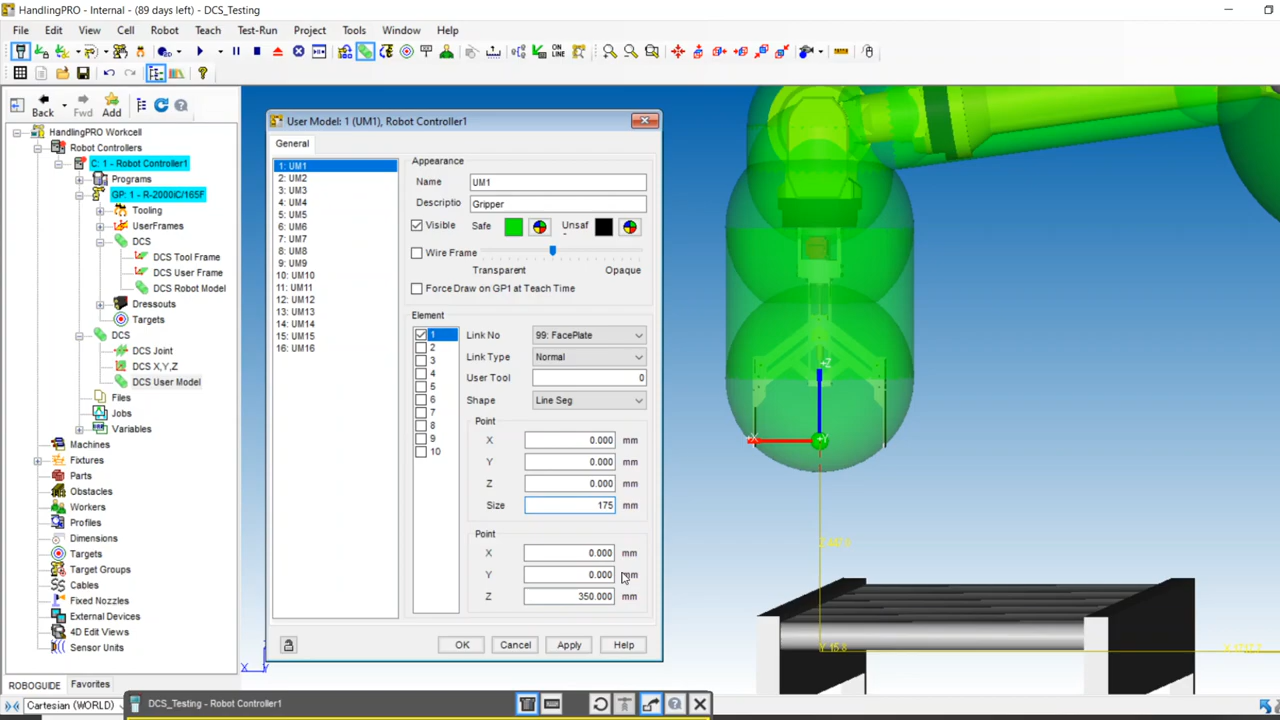 HandlingPRO - Internal - (89 days left) - DCS_Testing
File Edit View Cell Robot Teach Test-Run Project Tools Window Help
ON
LINE
Back Fwd Add
HandlingPRO Workcell
Robot Controllers
C: 1 - Robot Controller1
Programs
GP: 1 - R-2000iC/165F
Tooling
UserFrames
DCS
DCS Tool Frame
DCS User Frame
DCS Robot Model
Dressouts
Targets
DCS
DCS Joint
DCS X,Y,Z
DCS User Model
Files
Jobs
Variables
Machines
Fixtures
Parts
Obstacles
Workers
Profiles
Dimensions
Targets
Target Groups
Cables
Fixed Nozzles
External Devices
4D Edit Views
Sensor Units
ROBOGUIDE Favorites
Cartesian (WORLD)
User Model: 1 (UM1), Robot Controller1
General
1: UM1
2: UM2
3: UM3
4: UM4
5: UM5
6: UM6
7: UM7
8: UM8
9: UM9
10: UM10
11: UM11
12: UM12
13: UM13
14: UM14
15: UM15
16: UM16
Appearance
Name UM1
Descriptio Gripper
Visible Safe Unsaf
Wire Frame
Transparent Opaque
Force Draw on GP1 at Teach Time
Element
1
2
3
4
5
6
7
8
9
10
Link No 99: FacePlate
Link Type Normal
User Tool 0
Shape Line Seg
Point
X 0.000 mm
Y 0.000 mm
Z 0.000 mm
Size 175 mm
Point
X 0.000 mm
Y 0.000 mm
Z 350.000 mm
OK Cancel Apply Help
+Z
+X
+Y
Y 15.8
X
DCS_Testing - Robot Controller1